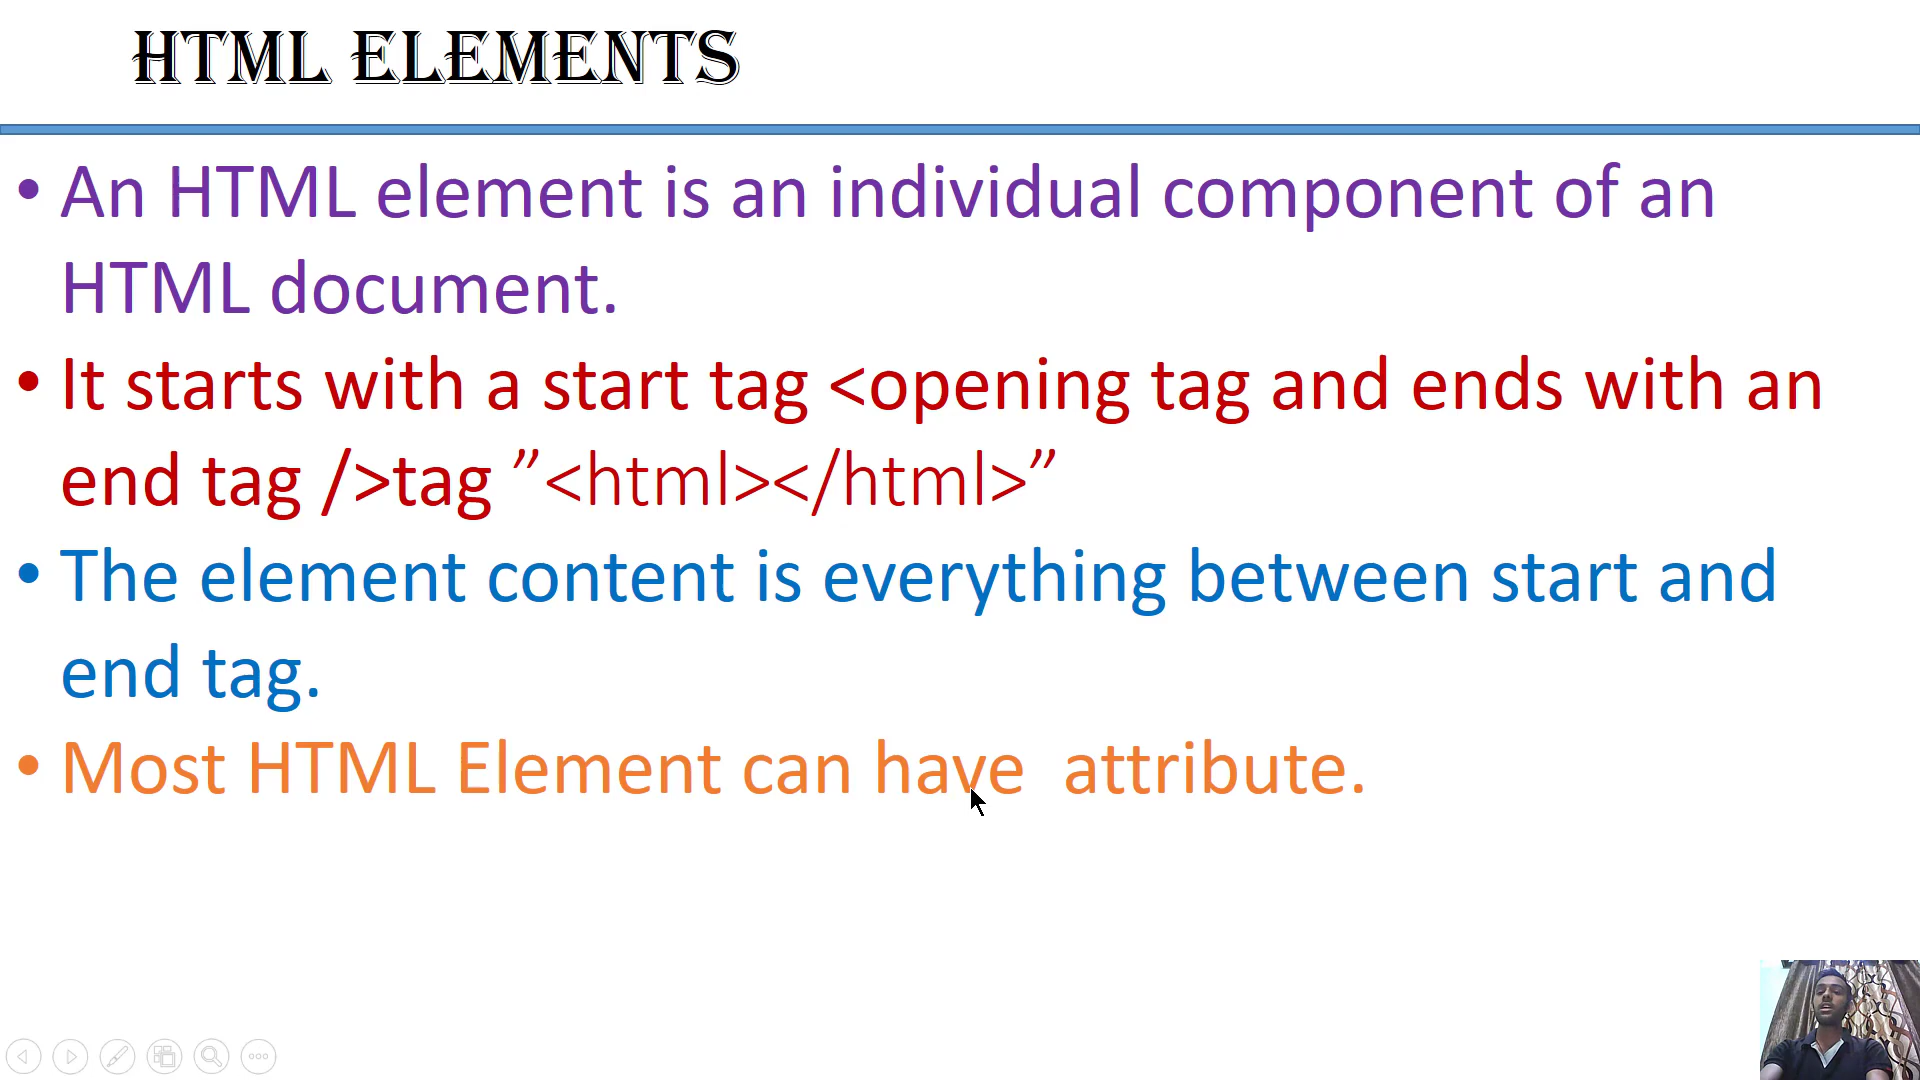 HTML ELEMENTS
• An HTML element is an individual component of an
HTML document.
• It starts with a start tag <opening tag and ends with an
end tag />tag ”<html></html>”
• The element content is everything between start and
end tag.
• Most HTML Element can have  attribute.